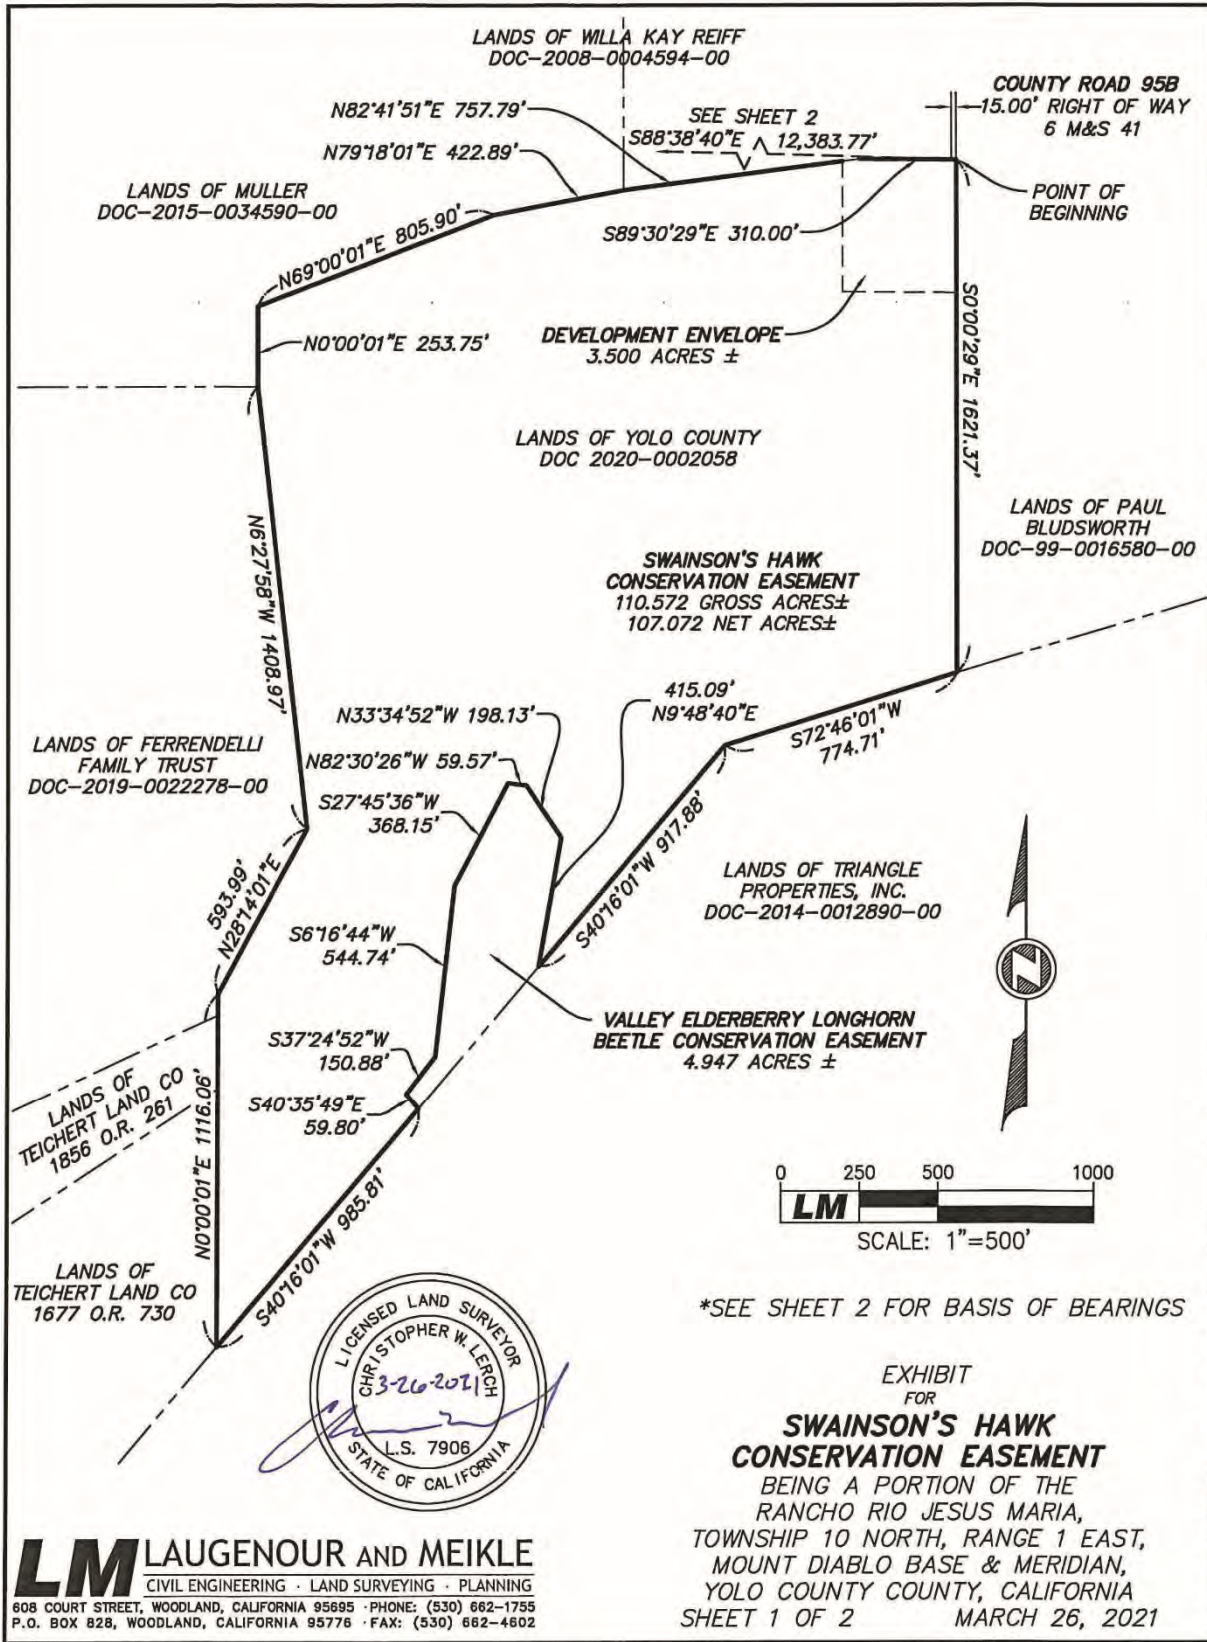 LANDS OF WILLA KAY REIFF
DOC-2008-0004594-00
COUNTY ROAD 95B
15.00' RIGHT OF WAY
6 M&S 41
N82°41'51"E 757.79'
SEE SHEET 2
S88°38'40"E 12,383.77'
N79°18'01"E 422.89'
LANDS OF MULLER
DOC-2015-0034590-00
POINT OF
BEGINNING
N69°00'01"E 805.90'
S89°30'29"E 310.00'
N0°00'01"E 253.75'
DEVELOPMENT ENVELOPE
3.500 ACRES ±
S0°00'29"E 1621.37'
LANDS OF YOLO COUNTY
DOC 2020-0002058
LANDS OF PAUL
BLUDSWORTH
DOC-99-0016580-00
N6°27'58"W 1408.97'
SWAINSON'S HAWK
CONSERVATION EASEMENT
110.572 GROSS ACRES±
107.072 NET ACRES±
415.09'
N9°48'40"E
N33°34'52"W 198.13'
S72°46'01"W
774.71'
LANDS OF FERRENDELLI
FAMILY TRUST
DOC-2019-0022278-00
N82°30'26"W 59.57'
S27°45'36"W
368.15'
S40°16'01"W 917.88'
LANDS OF TRIANGLE
PROPERTIES, INC.
DOC-2014-0012890-00
593.99'
N28°14'01"E
S6°16'44"W
544.74'
VALLEY ELDERBERRY LONGHORN
BEETLE CONSERVATION EASEMENT
4.947 ACRES ±
S37°24'52"W
150.88'
S40°35'49"E
59.80'
LANDS OF
TEICHERT LAND CO
1856 O.R. 261
N0°00'01"E 1116.06'
S40°16'01"W 985.81'
LANDS OF
TEICHERT LAND CO
1677 O.R. 730
N
0 250 500 1000
LM
SCALE: 1"=500'
*SEE SHEET 2 FOR BASIS OF BEARINGS
LICENSED LAND SURVEYOR
CHRISTOPHER W. LERCH
3-26-2021
L.S. 7906
STATE OF CALIFORNIA
EXHIBIT
FOR
SWAINSON'S HAWK
CONSERVATION EASEMENT
BEING A PORTION OF THE
RANCHO RIO JESUS MARIA,
TOWNSHIP 10 NORTH, RANGE 1 EAST,
MOUNT DIABLO BASE & MERIDIAN,
YOLO COUNTY COUNTY, CALIFORNIA
SHEET 1 OF 2 MARCH 26, 2021
LM LAUGENOUR AND MEIKLE
CIVIL ENGINEERING · LAND SURVEYING · PLANNING
608 COURT STREET, WOODLAND, CALIFORNIA 95695 · PHONE: (530) 662-1755
P.O. BOX 828, WOODLAND, CALIFORNIA 95776 · FAX: (530) 662-4602